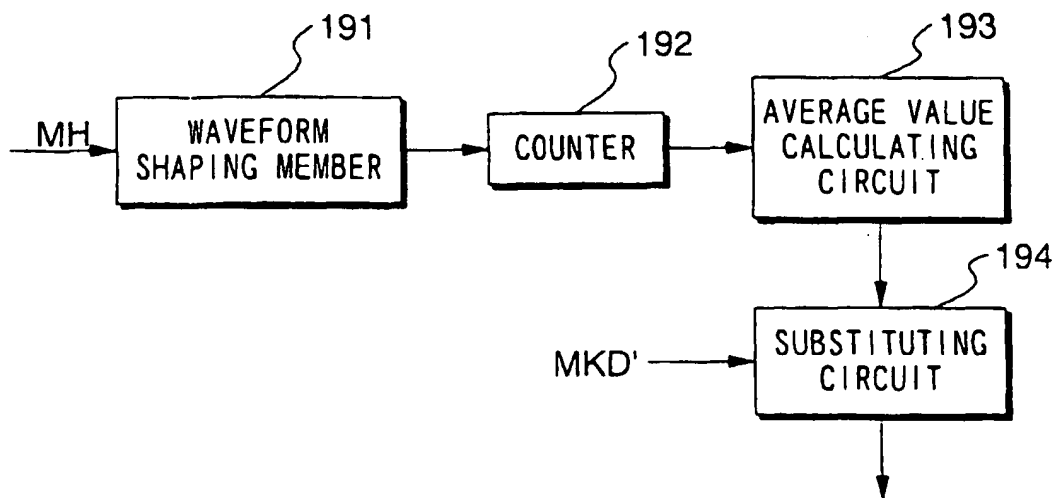 191
192
193
MH
WAVEFORM
SHAPING MEMBER
COUNTER
AVERAGE VALUE
CALCULATING
CIRCUIT
194
MKD'
SUBSTITUTING
CIRCUIT